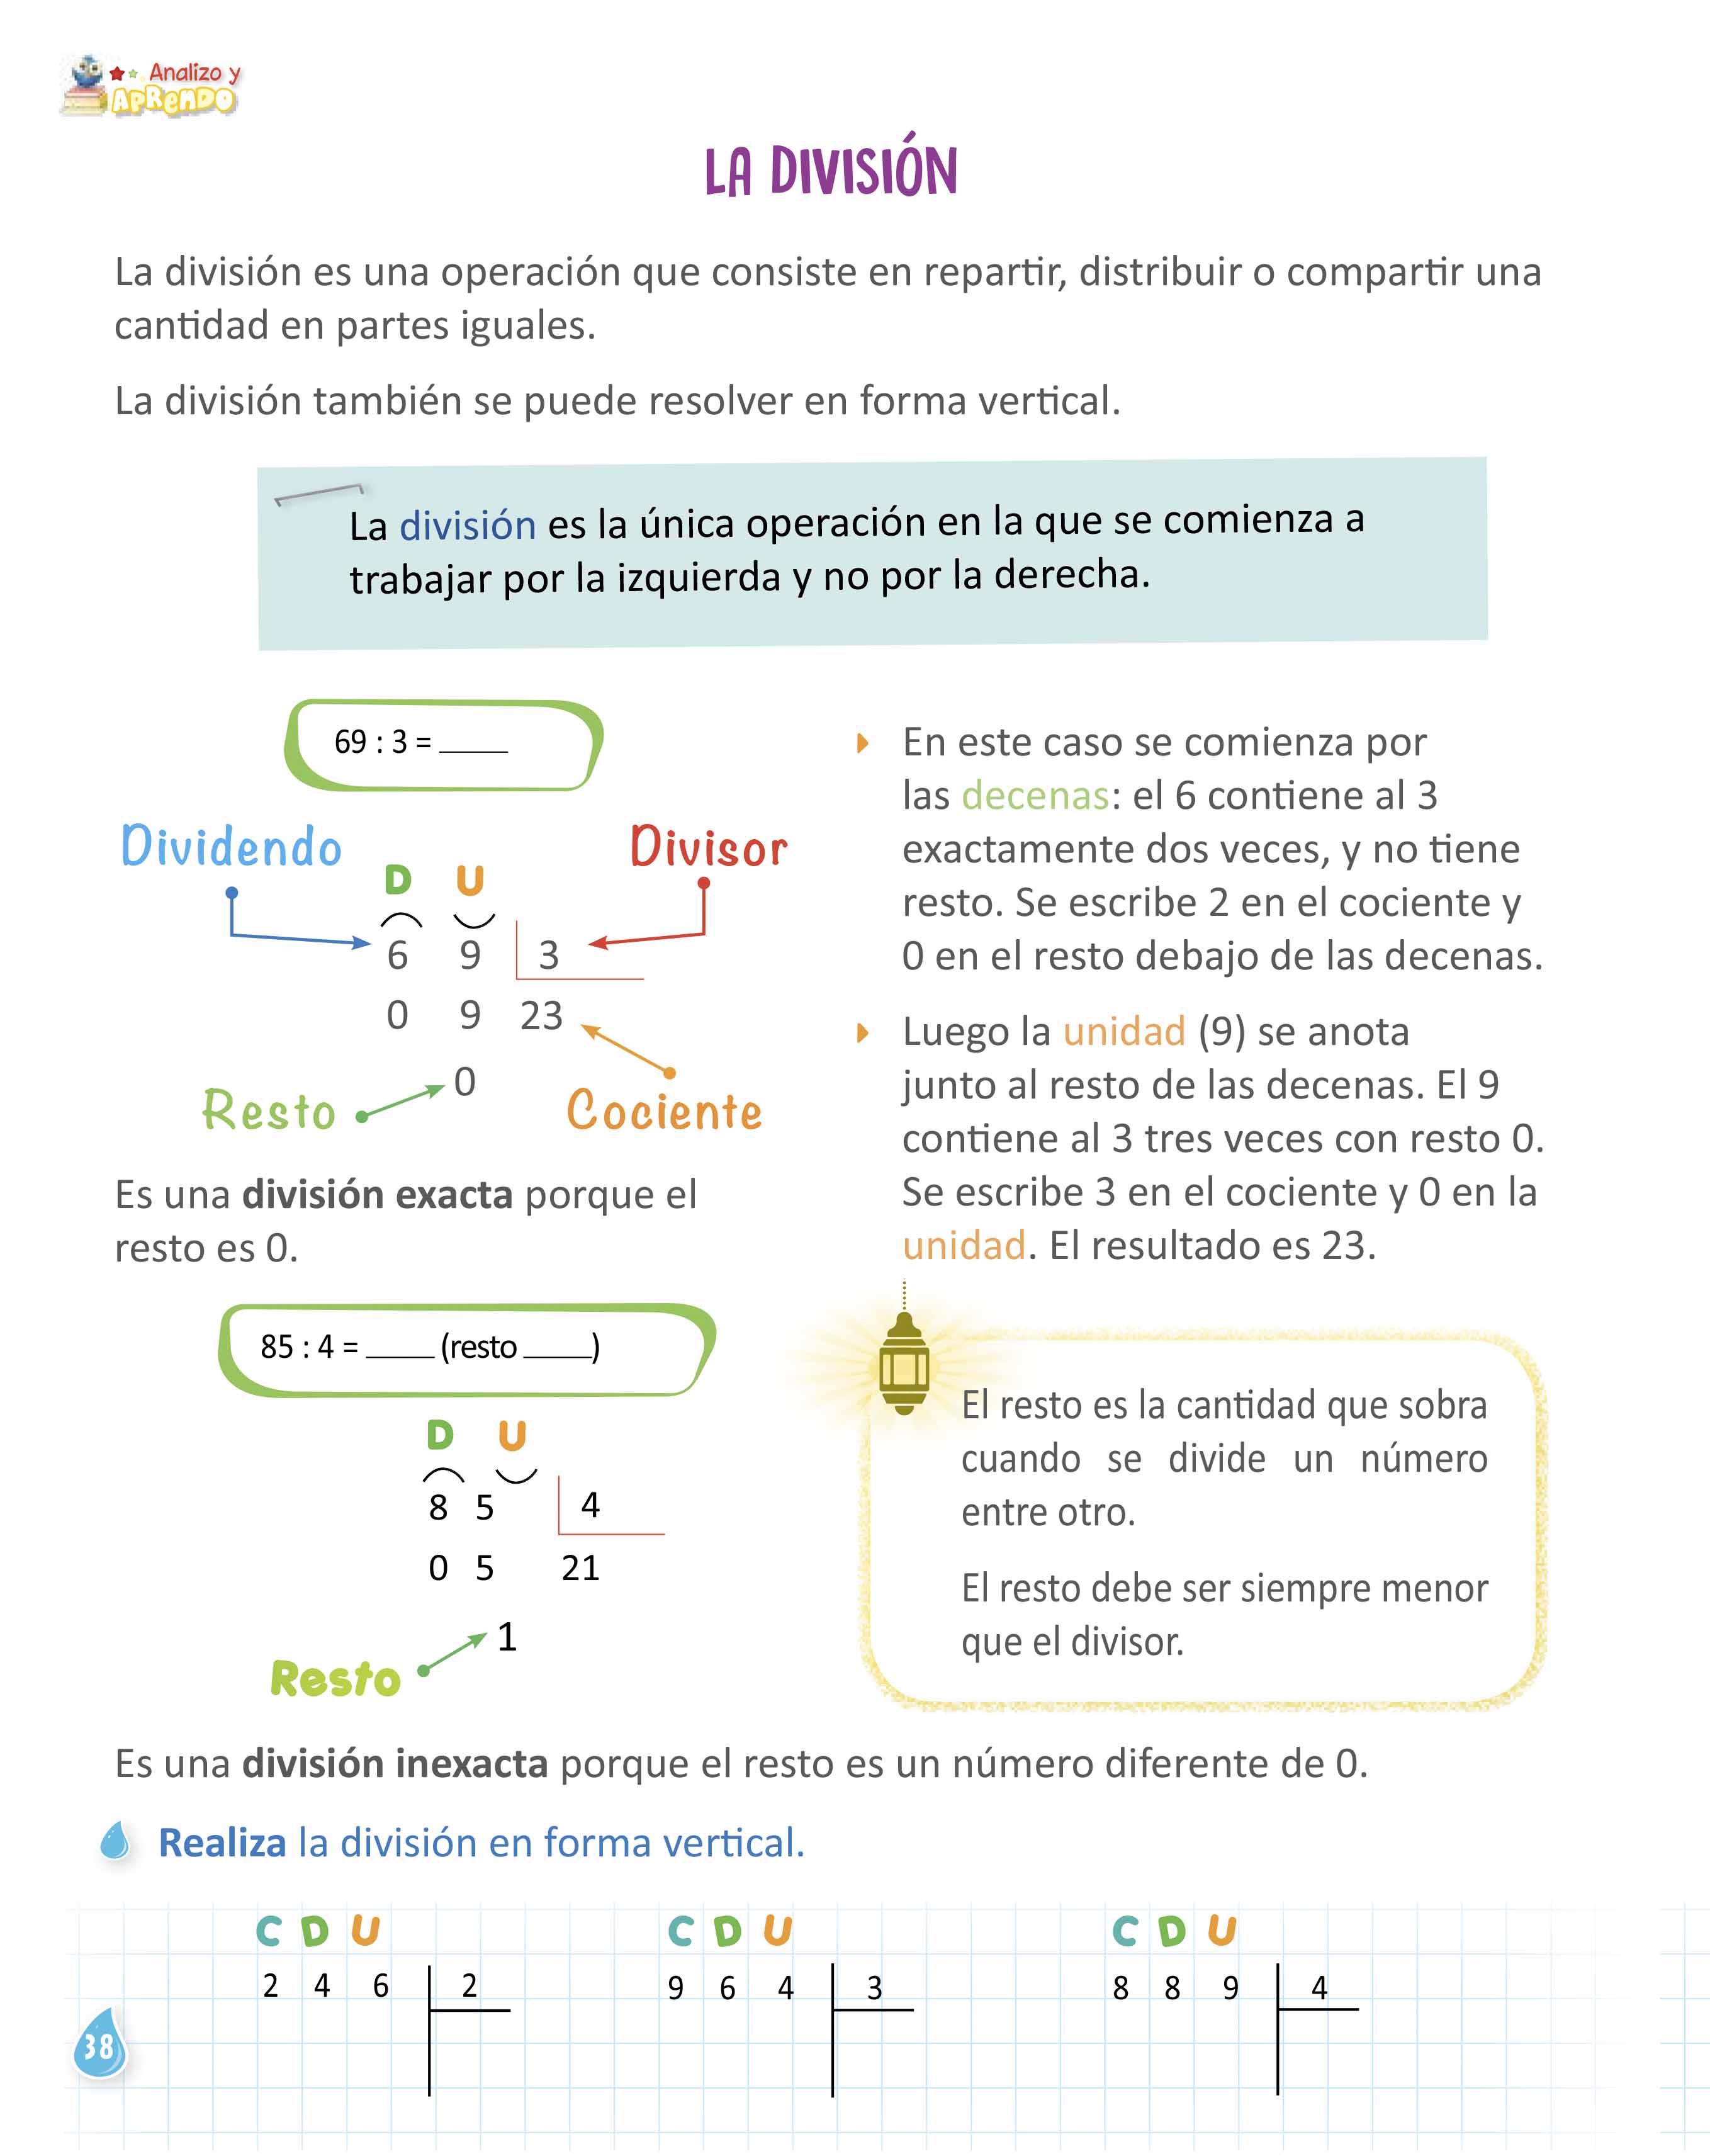 Analizo y
APRENDO
LA DIVISIÓN
La división es una operación que consiste en repartir, distribuir o compartir una
cantidad en partes iguales.
La división también se puede resolver en forma vertical.
La división es la única operación en la que se comienza a
trabajar por la izquierda y no por la derecha.
69 : 3 = _____
Dividendo
Divisor
D U
6 9 3
0 9 23
0
Resto
Cociente
Es una división exacta porque el
resto es 0.
En este caso se comienza por
las decenas: el 6 contiene al 3
exactamente dos veces, y no tiene
resto. Se escribe 2 en el cociente y
0 en el resto debajo de las decenas.
Luego la unidad (9) se anota
junto al resto de las decenas. El 9
contiene al 3 tres veces con resto 0.
Se escribe 3 en el cociente y 0 en la
unidad. El resultado es 23.
85 : 4 = _____ (resto _____)
D U
8 5 4
0 5 21
1
Resto
El resto es la cantidad que sobra
cuando se divide un número
entre otro.
El resto debe ser siempre menor
que el divisor.
Es una división inexacta porque el resto es un número diferente de 0.
Realiza la división en forma vertical.
C D U
2 4 6 2
C D U
9 6 4 3
C D U
8 8 9 4
38